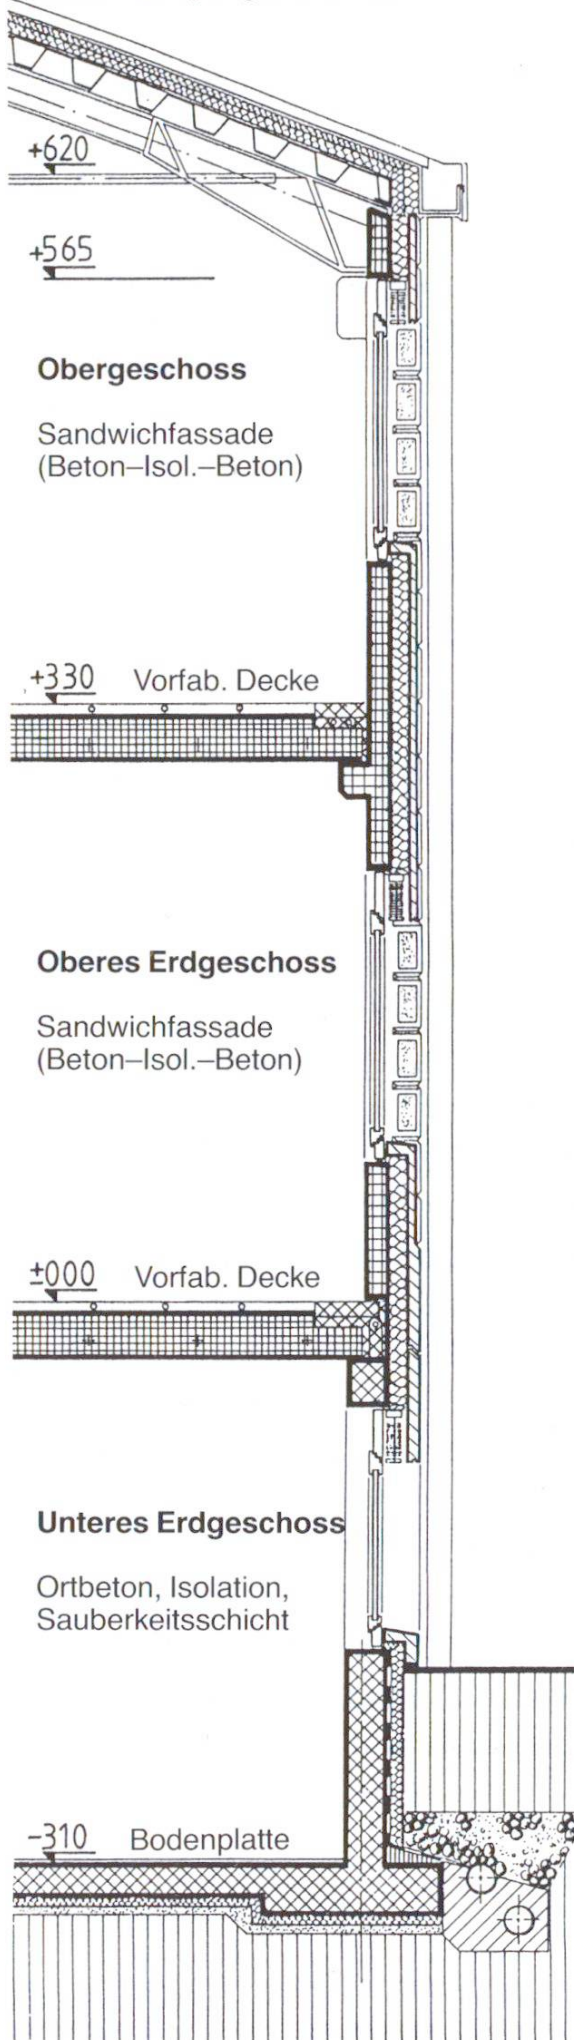 +620
+565
Obergeschoss
Sandwichfassade
(Beton–Isol.–Beton)
+330 Vorfab. Decke
Oberes Erdgeschoss
Sandwichfassade
(Beton–Isol.–Beton)
±000 Vorfab. Decke
Unteres Erdgeschoss
Ortbeton, Isolation,
Sauberkeitsschicht
−310 Bodenplatte